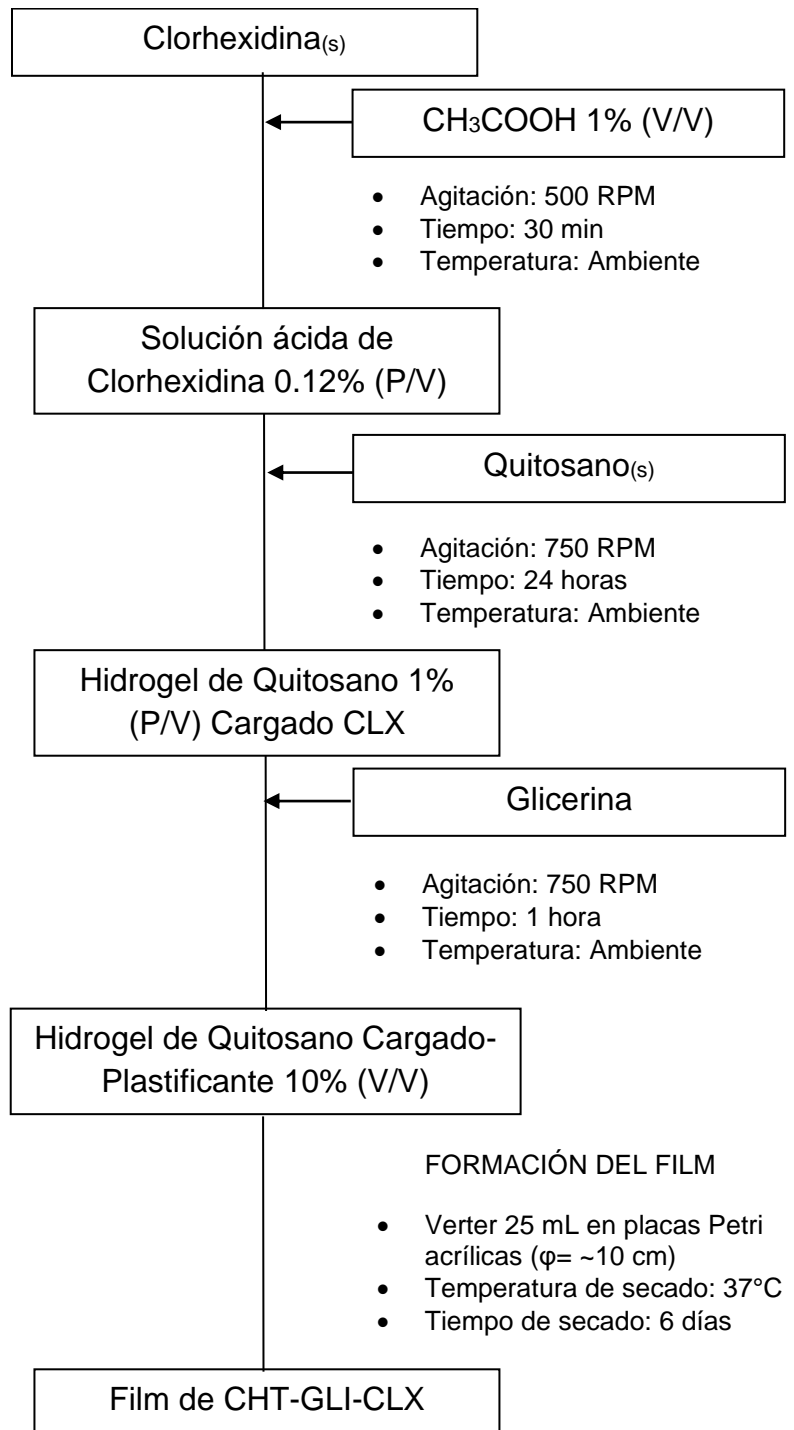 Clorhexidina(s)
CH₃COOH 1% (V/V)
• Agitación: 500 RPM
• Tiempo: 30 min
• Temperatura: Ambiente
Solución ácida de
Clorhexidina 0.12% (P/V)
Quitosano(s)
• Agitación: 750 RPM
• Tiempo: 24 horas
• Temperatura: Ambiente
Hidrogel de Quitosano 1%
(P/V) Cargado CLX
Glicerina
• Agitación: 750 RPM
• Tiempo: 1 hora
• Temperatura: Ambiente
Hidrogel de Quitosano Cargado-
Plastificante 10% (V/V)
FORMACIÓN DEL FILM
• Verter 25 mL en placas Petri
acrílicas (φ= ~10 cm)
• Temperatura de secado: 37°C
• Tiempo de secado: 6 días
Film de CHT-GLI-CLX